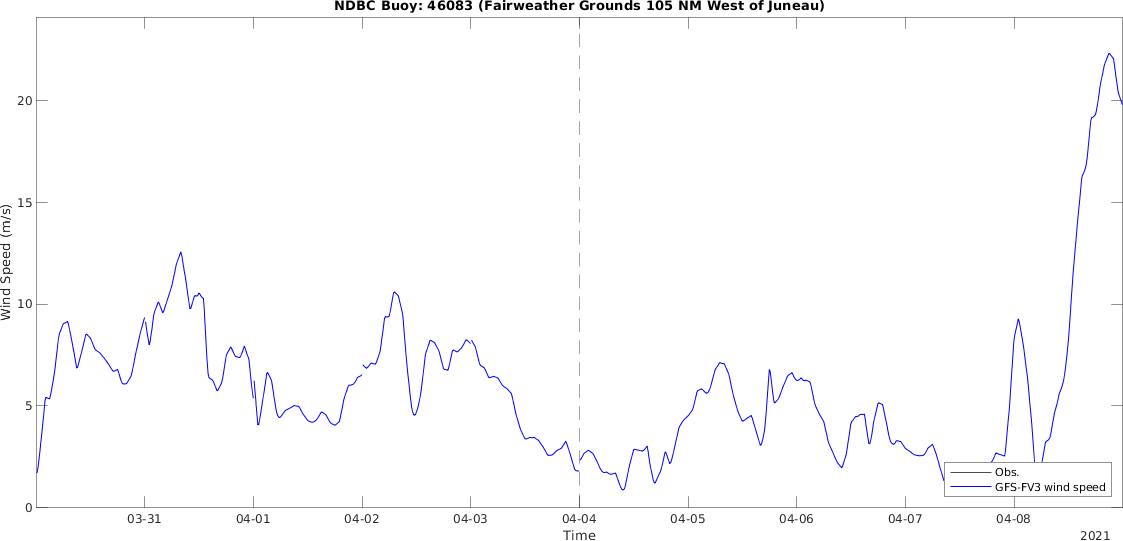 NDBC Buoy: 46083 (Fairweather Grounds 105 NM West of Juneau)
Wind Speed (m/s)
20
15
10
5
0
Obs.
GFS-FV3 wind speed
03-31 04-01 04-02 04-03 04-04 04-05 04-06 04-07 04-08
Time
2021